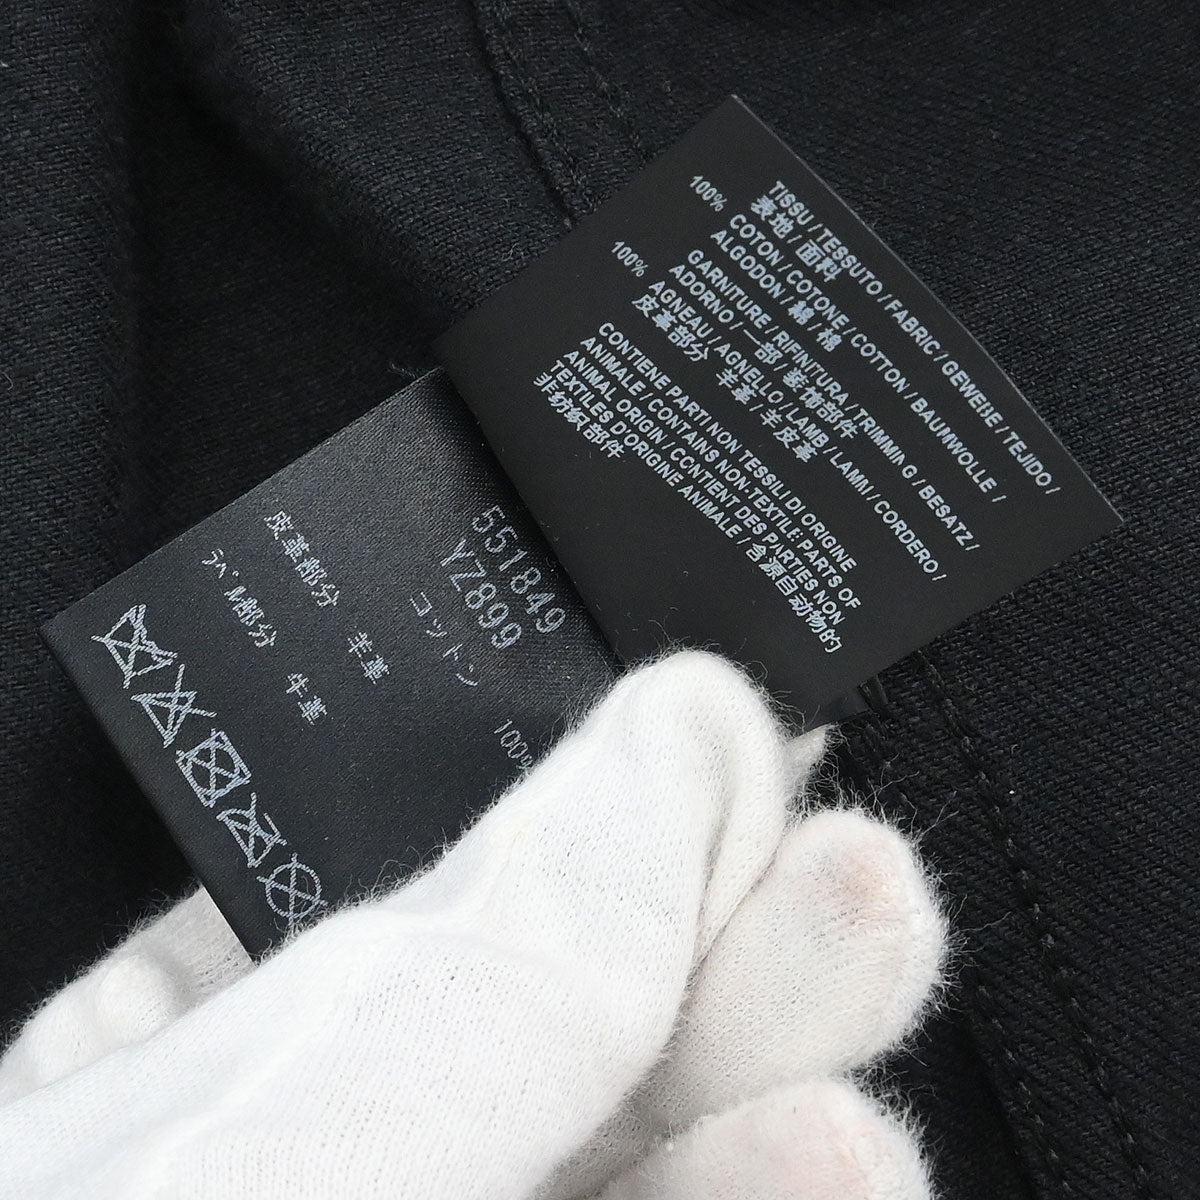 TISSU / TESSUTO / FABRIC / GEWEBE / TEJIDO /
表地 / 面料
100% COTON / COTONE / COTTON / BAUMWOLLE /
ALGODON / 綿 / 棉
GARNITURE / RIFINITURA / TRIMMING / BESATZ /
ADORNO / 一部 / 装饰部件
100% AGNEAU / AGNELLO / LAMB / LAMM / CORDERO /
皮革部分 羊革 / 羊皮革
CONTIENE PARTI NON TESSILI DI ORIGINE
ANIMALE / CONTAINS NON-TEXTILE PARTS OF
ANIMAL ORIGIN / CONTIENT DES PARTIES NON
TEXTILES D'ORIGINE ANIMALE / 含源自动物的
非纺织部件
551849
YZ899
コットン 100%
皮革部分 羊革
ラベル部分 牛革